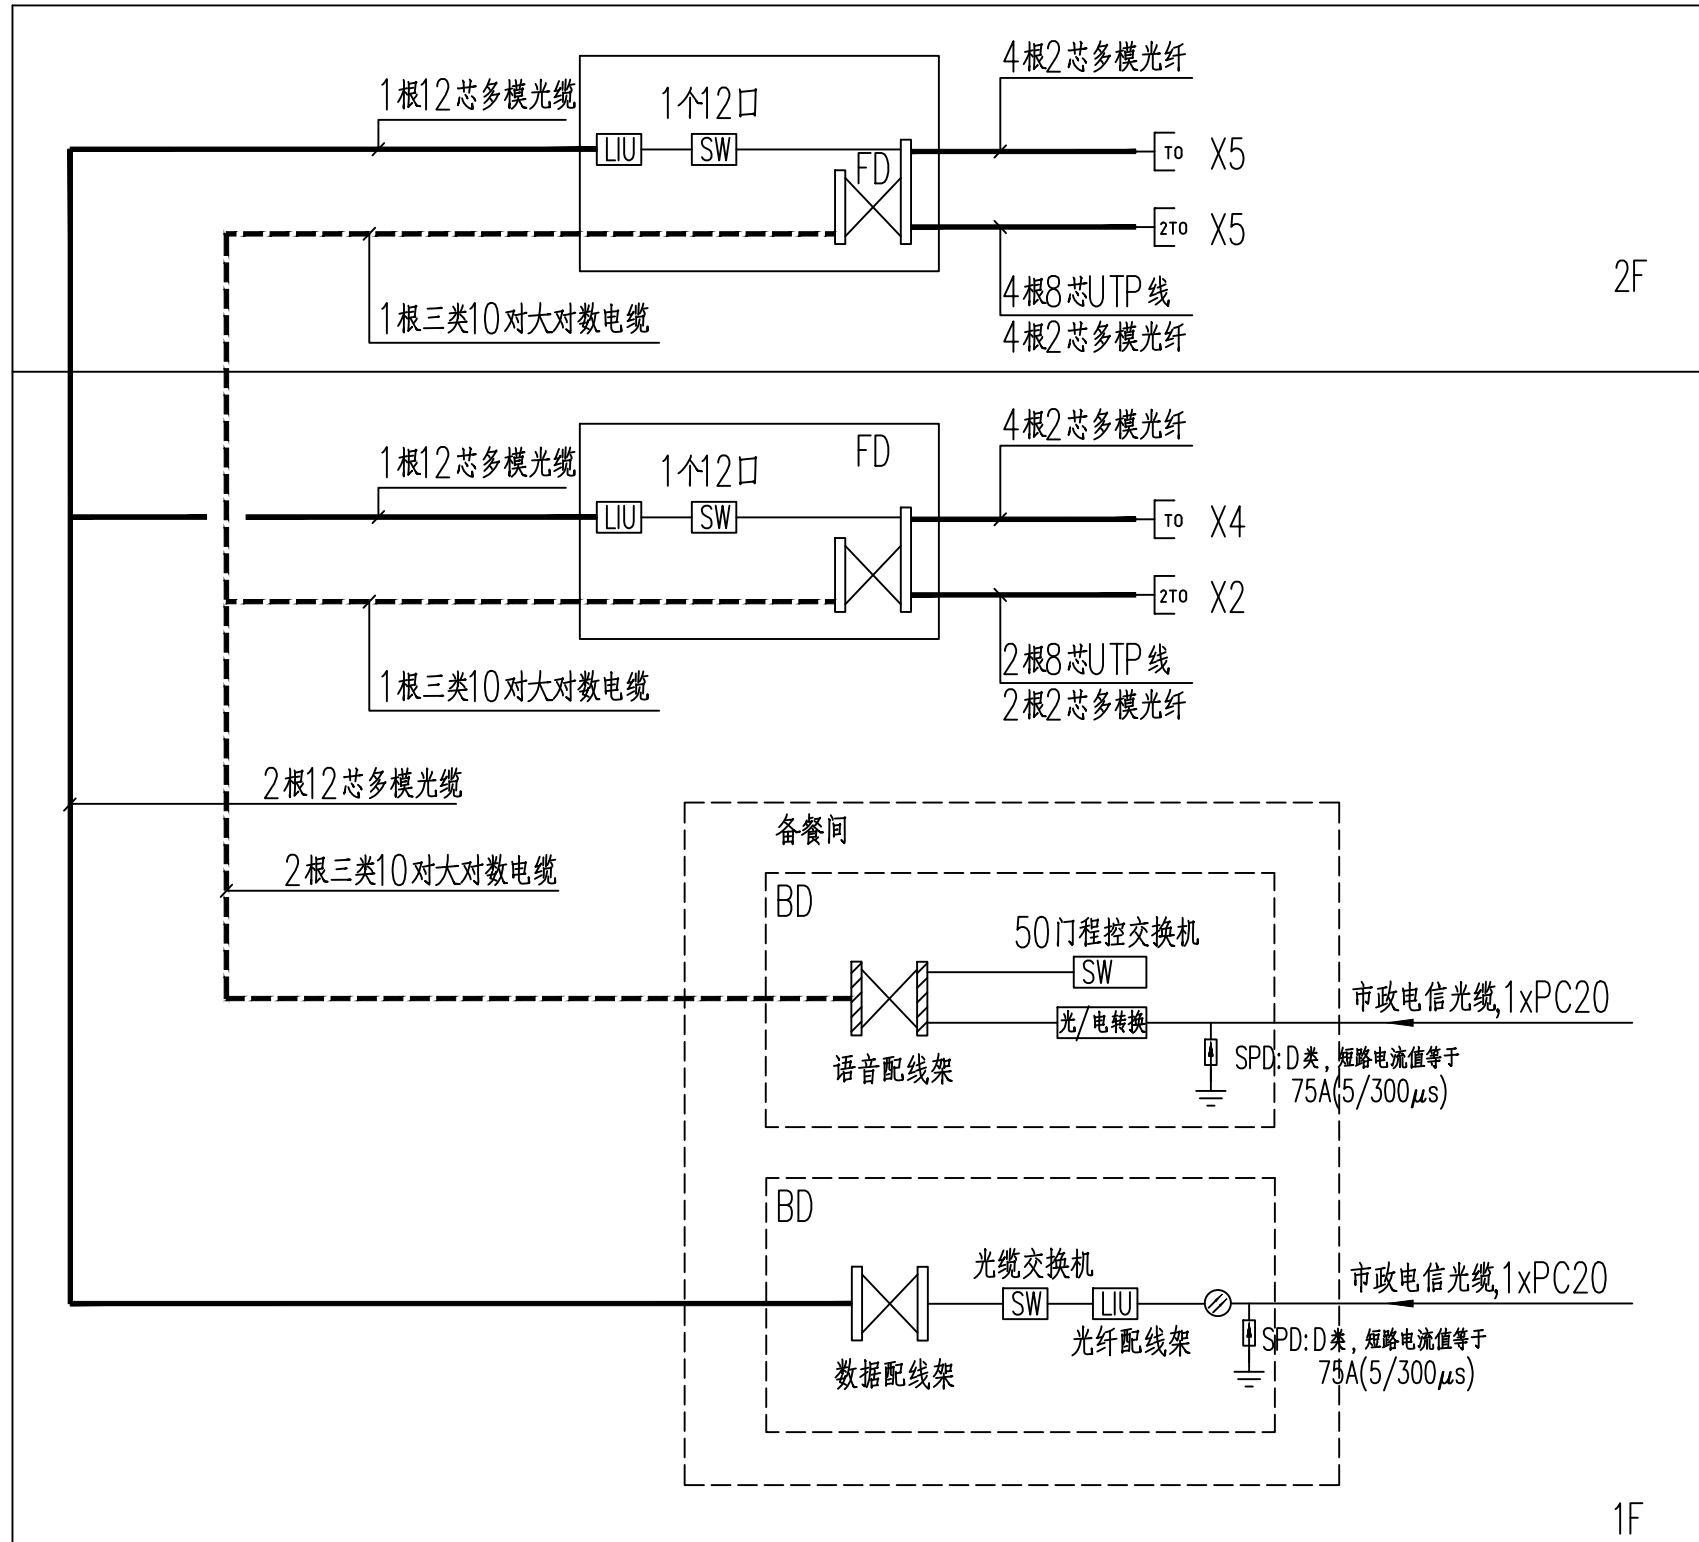 4根2芯多模光纤
1根12芯多模光缆
1个12口
LIU
SW
FD
TO
X5
2TO
X5
2F
1根三类10对大对数电缆
4根8芯UTP线
4根2芯多模光纤
4根2芯多模光纤
1根12芯多模光缆
1个12口
FD
LIU
SW
TO
X4
2TO
X2
1根三类10对大对数电缆
2根8芯UTP线
2根2芯多模光纤
2根12芯多模光缆
备餐间
2根三类10对大对数电缆
BD
50门程控交换机
SW
市政电信光缆,1xPC20
光/电转换
语音配线架
SPD:D类,短路电流值等于
75A(5/300μs)
BD
光缆交换机
市政电信光缆,1xPC20
SW
LIU
光纤配线架
SPD:D类,短路电流值等于
75A(5/300μs)
数据配线架
1F